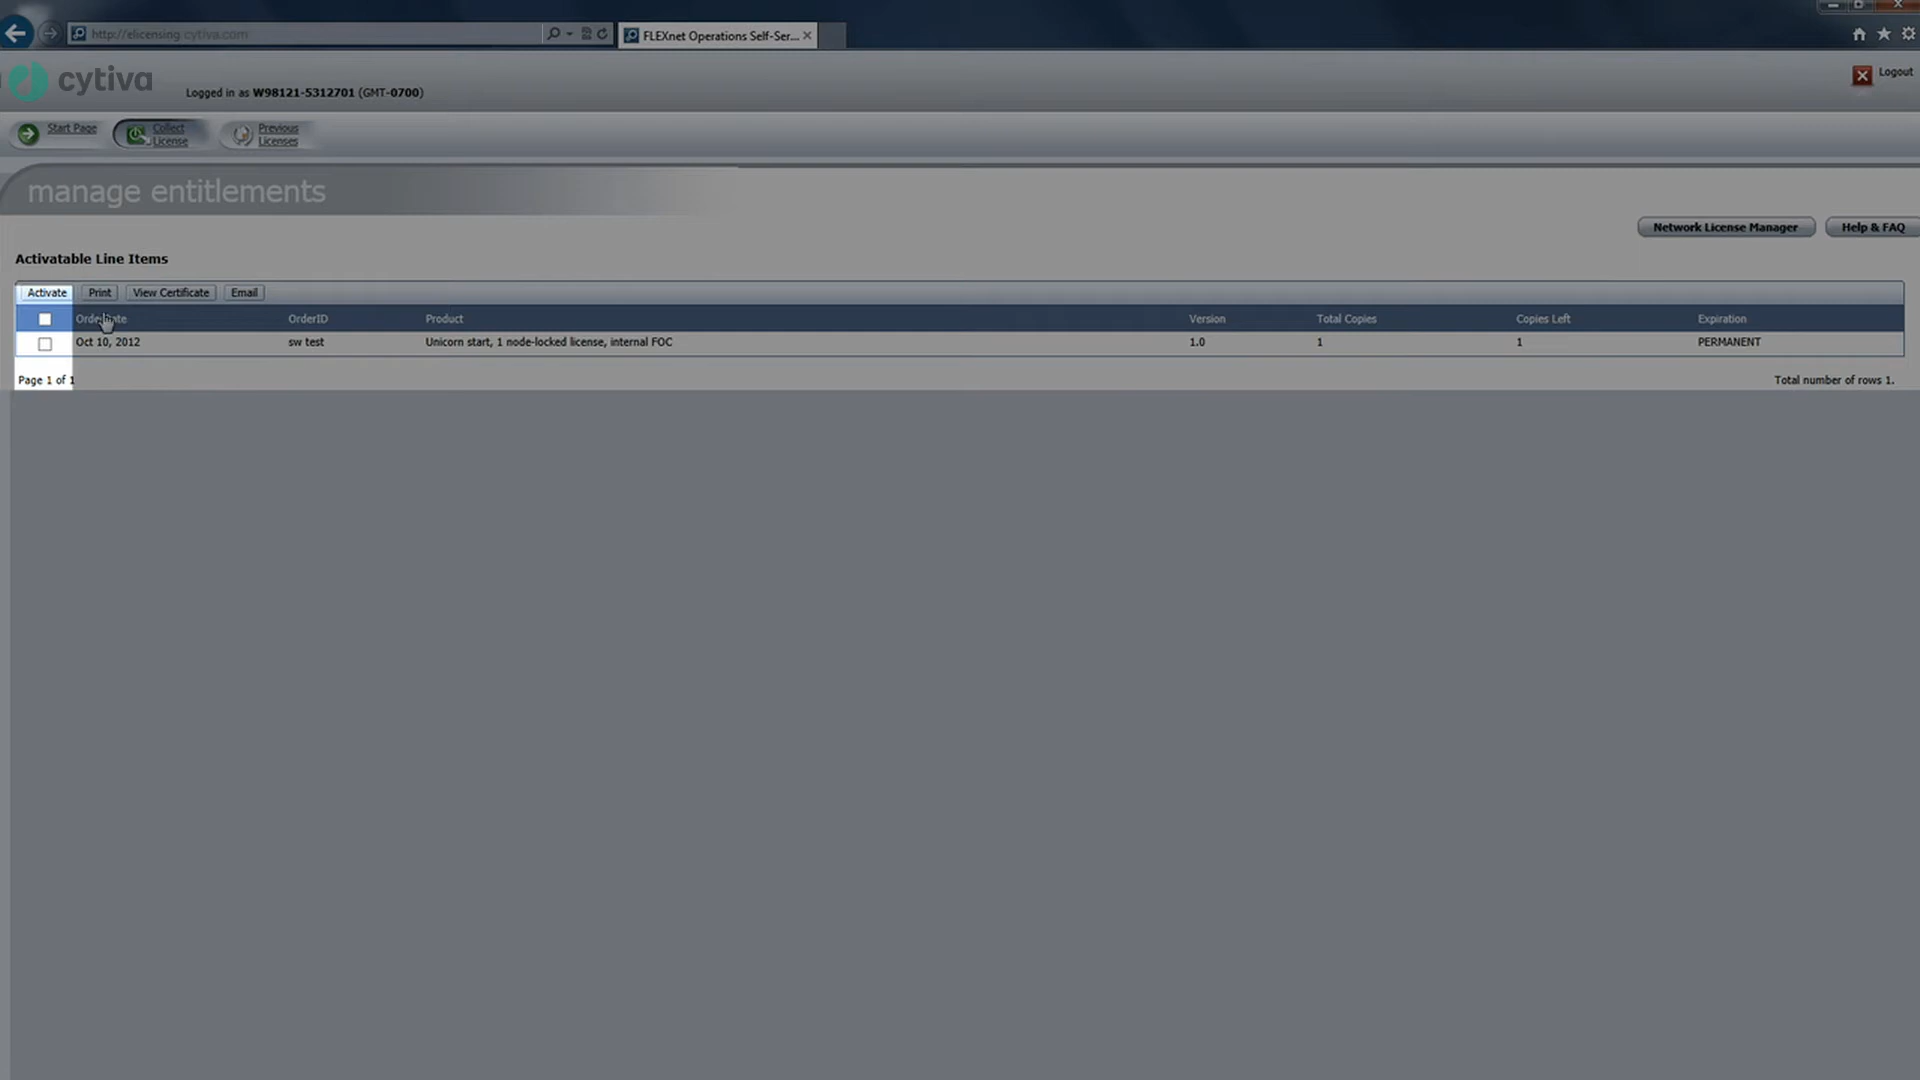 http://elicensing.cytiva.com
FLEXnet Operations Self-Ser...
cytiva
Logged in as W98121-5312701 (GMT-0700)
Logout
Start Page
Collect License
Previous Licenses
manage entitlements
Network License Manager
Help & FAQ
Activatable Line Items
Activate Print View Certificate Email
OrderID Product Version Total Copies Copies Left Expiration
Oct 10, 2012 sw test Unicorn start, 1 node-locked license, internal FOC 1.0 1 1 PERMANENT
Page 1 of 1
Total number of rows 1.